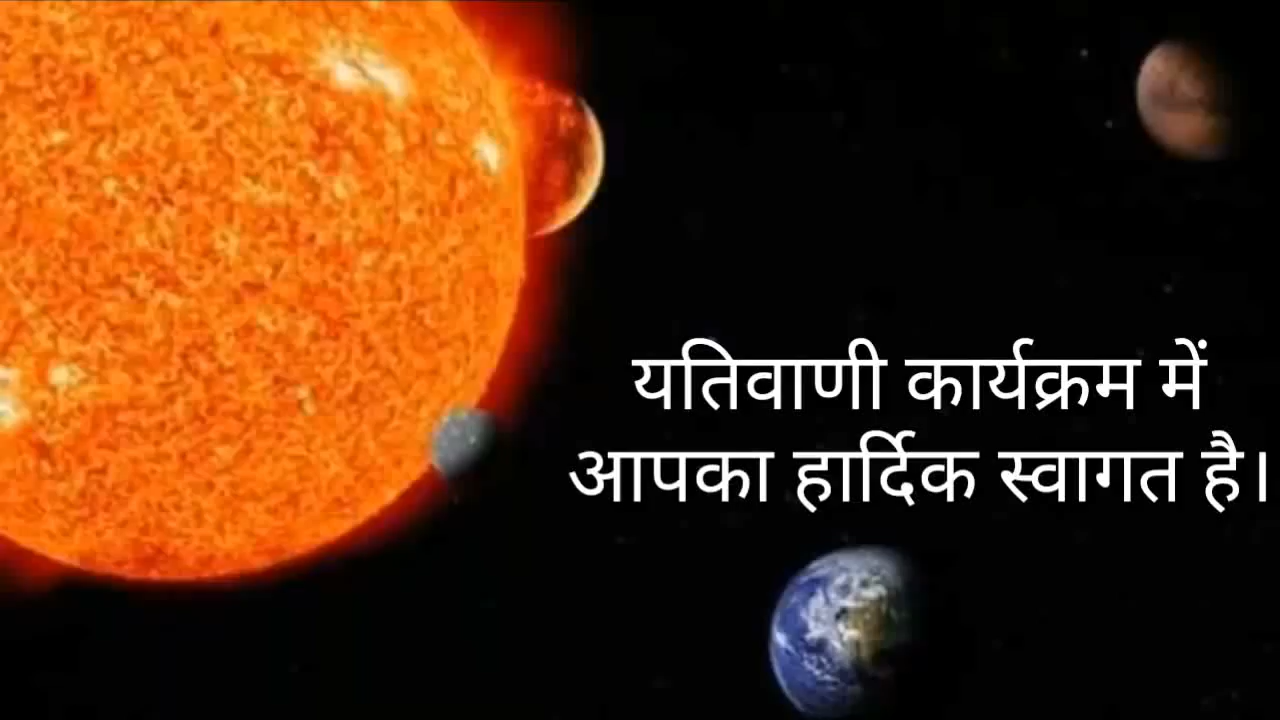 यतिवाणी कार्यक्रम में
आपका हार्दिक स्वागत है।